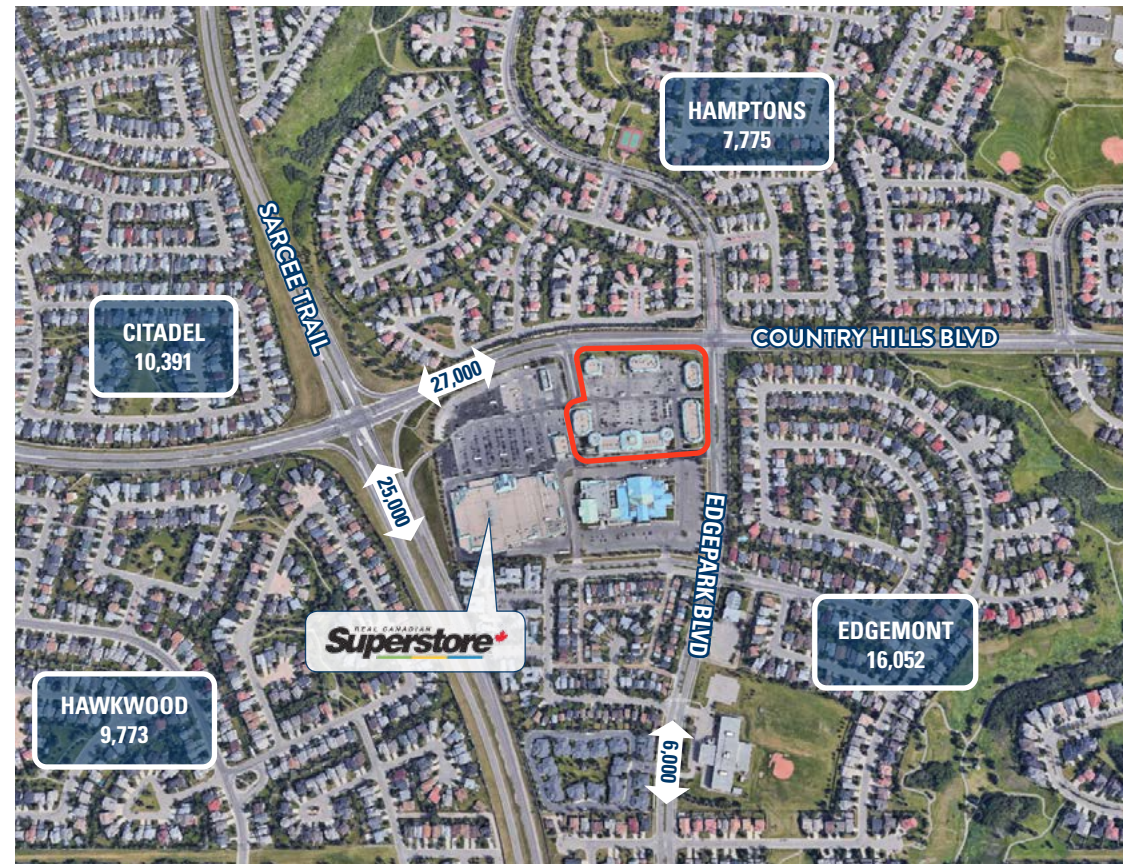 HAMPTONS
7,775
SARCEE TRAIL
CITADEL
10,391
COUNTRY HILLS BLVD
27,000
25,000
EDGEPARK BLVD
REAL CANADIAN
Superstore
EDGEMONT
16,052
HAWKWOOD
9,773
6,000